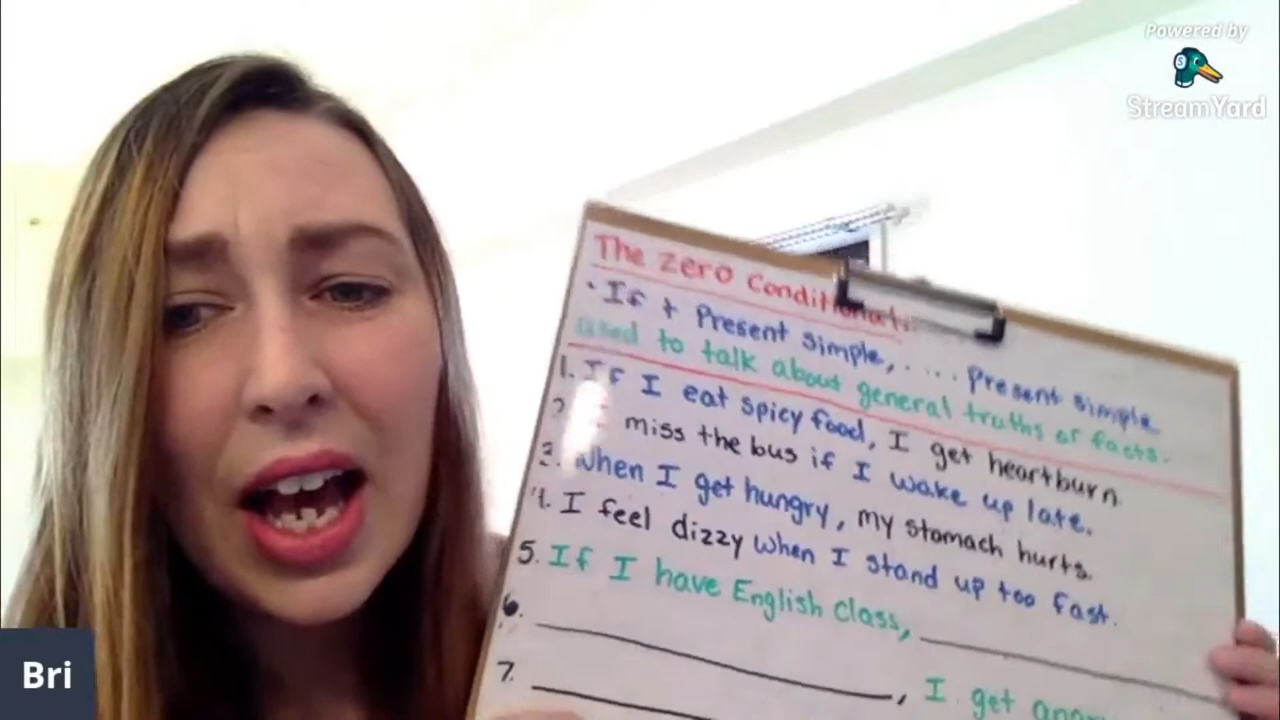 Powered by
StreamYard
The Zero Conditional:
• If + Present simple, .... Present simple
used to talk about general truths or facts.
1. If I eat spicy food, I get heartburn.
2. miss the bus if I wake up late.
3. When I get hungry, my stomach hurts.
4. I feel dizzy when I stand up too fast.
5. If I have English class, __________
6. __________, I get
7. __________
Bri